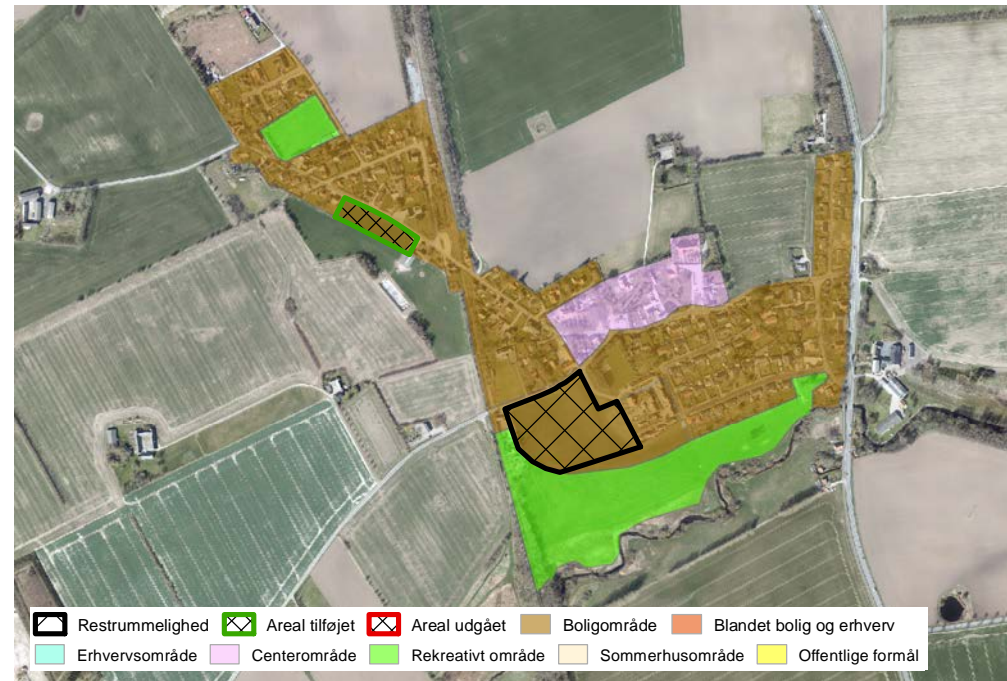 Restrummelighed Areal tilføjet Areal udgået Boligområde Blandet bolig og erhverv
Erhvervsområde Centerområde Rekreativt område Sommerhusområde Offentlige formål